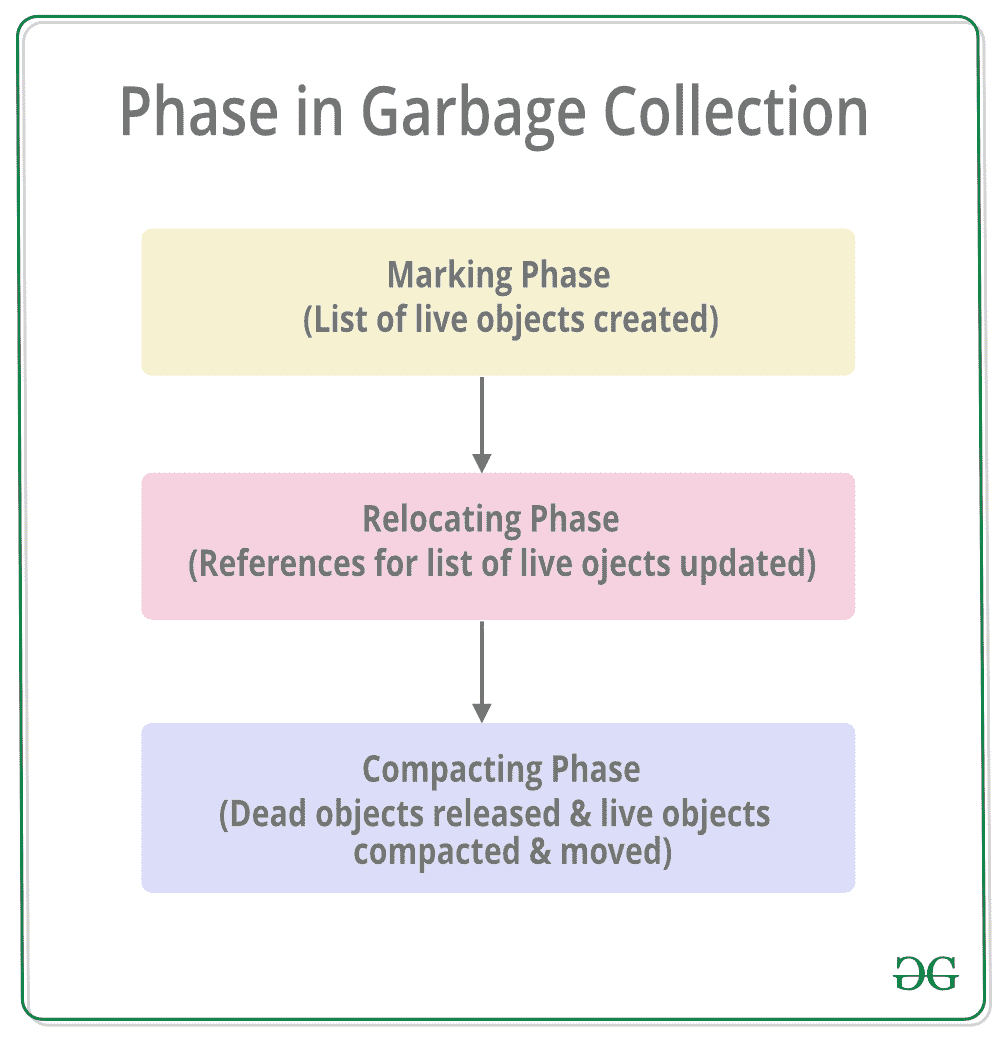 Phase in Garbage Collection
Marking Phase
(List of live objects created)
Relocating Phase
(References for list of live ojects updated)
Compacting Phase
(Dead objects released & live objects
compacted & moved)